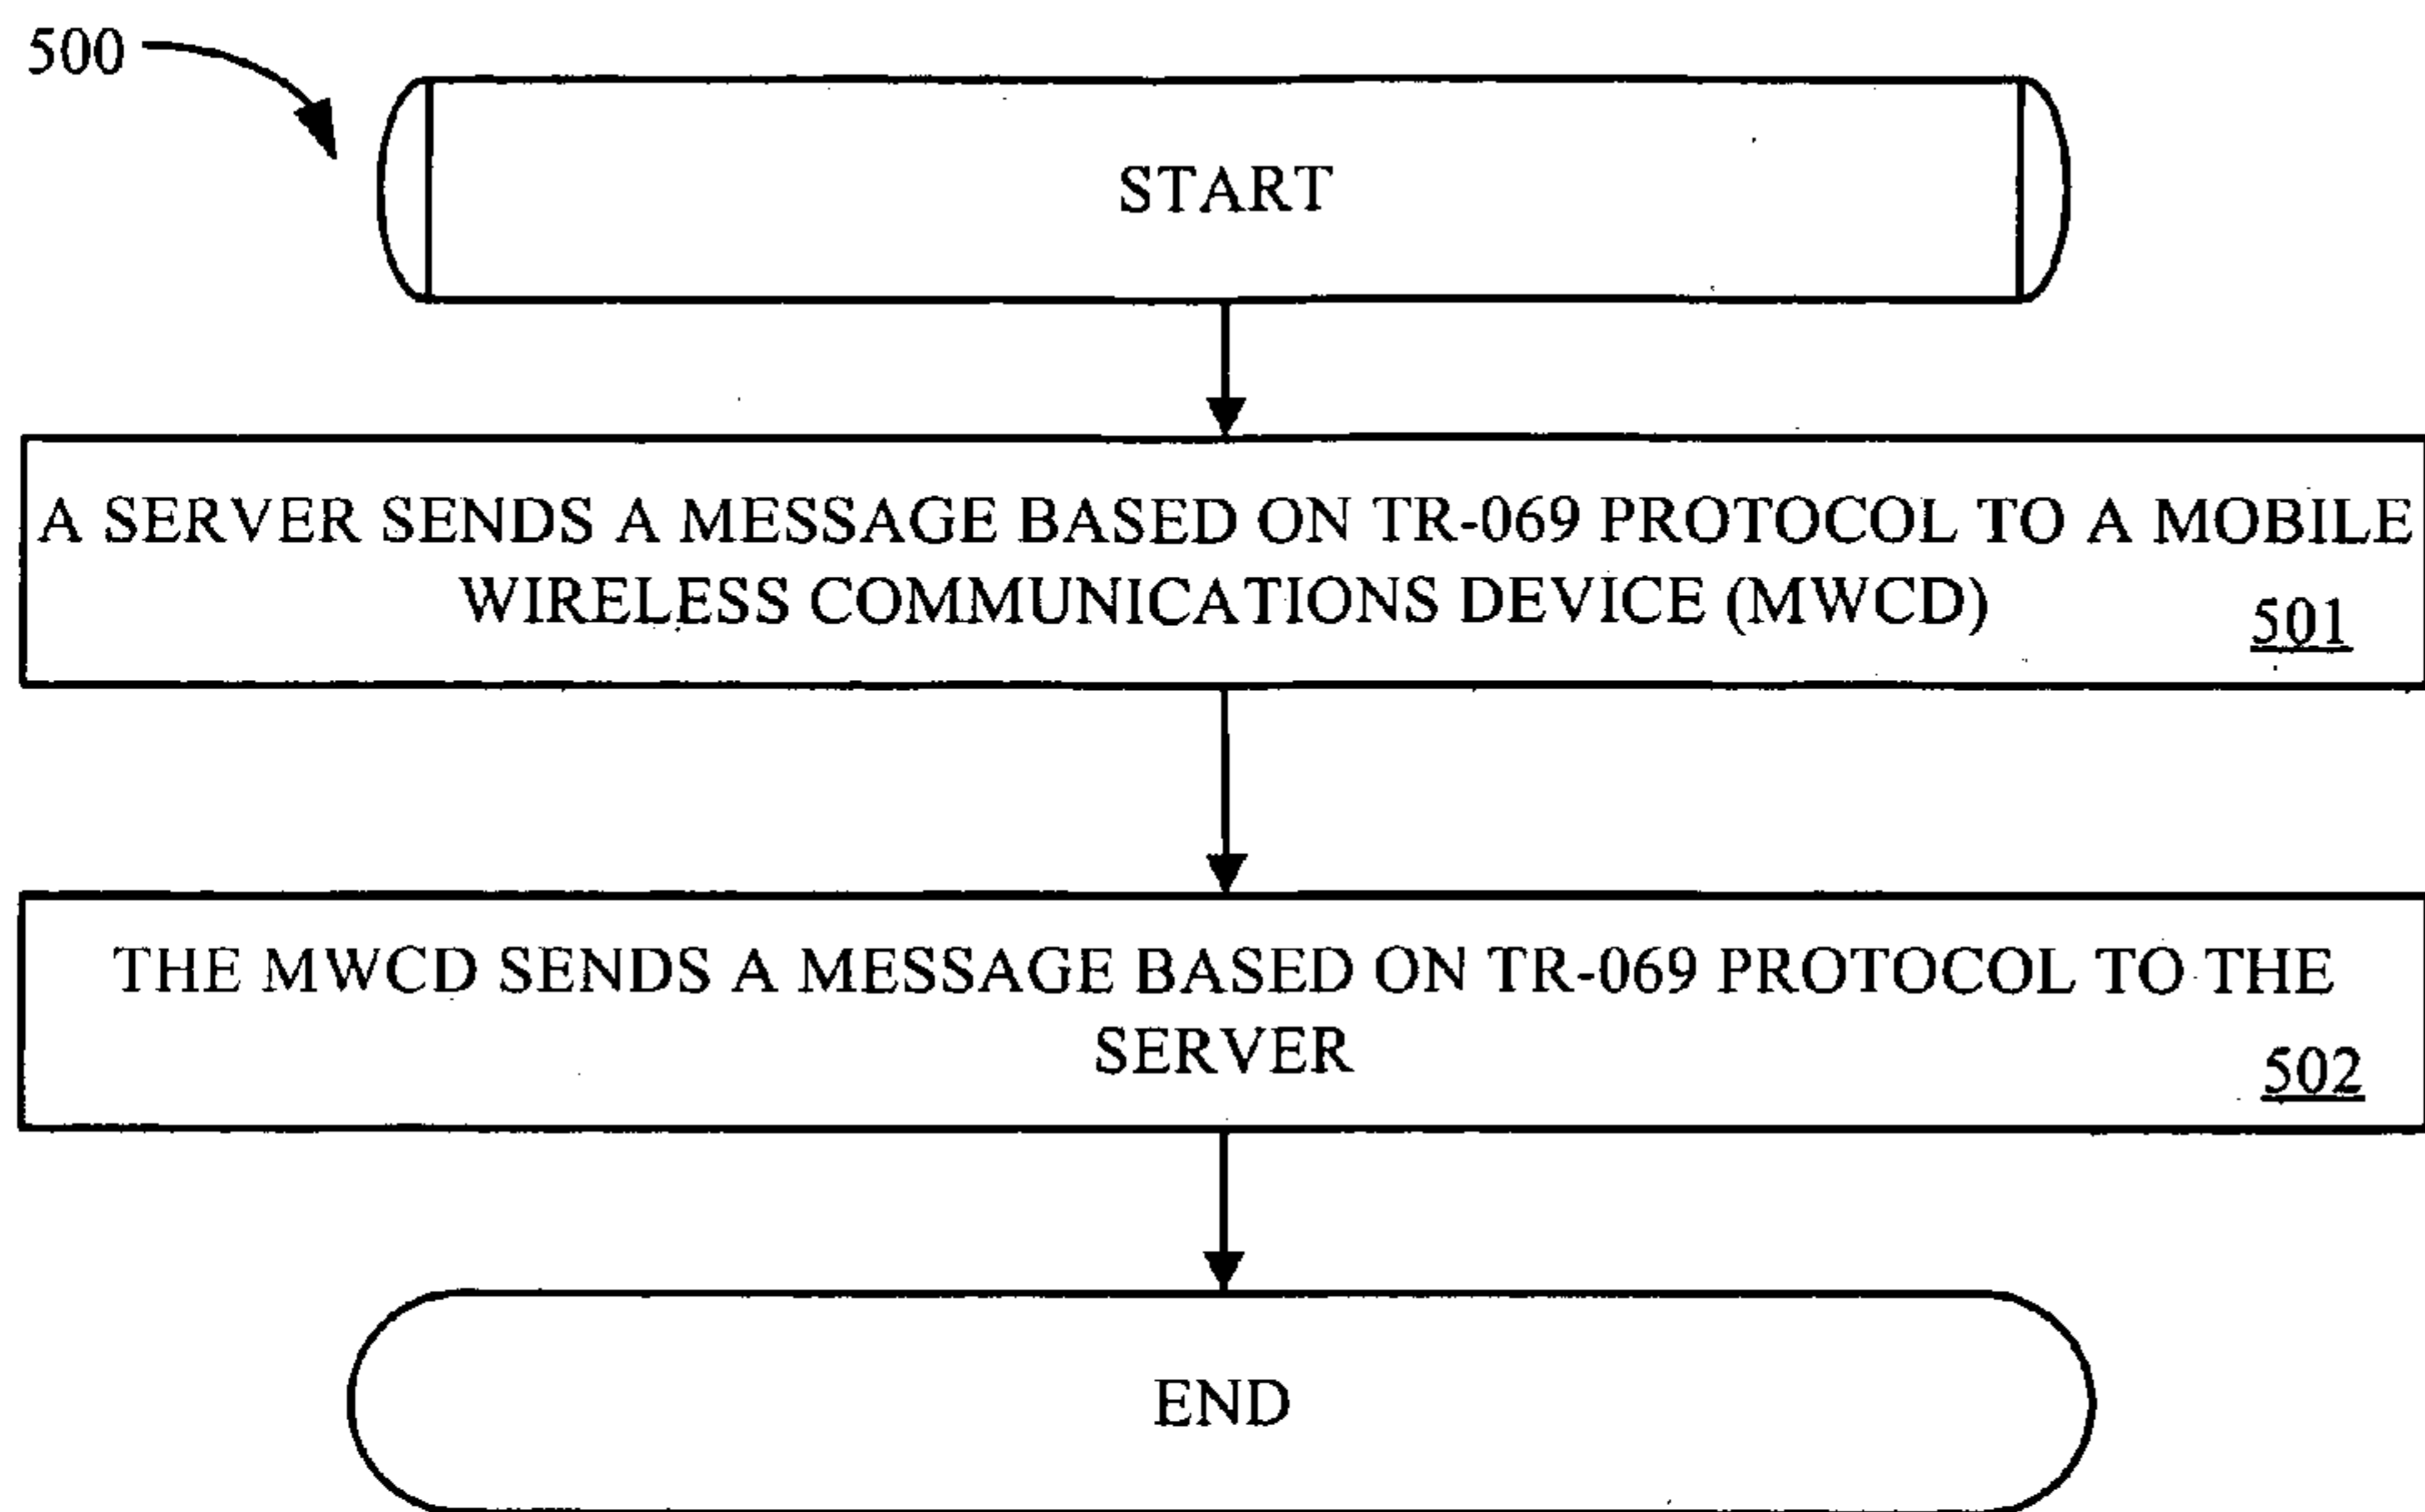 500
START
A SERVER SENDS A MESSAGE BASED ON TR-069 PROTOCOL TO A MOBILE
WIRELESS COMMUNICATIONS DEVICE (MWCD)
501
THE MWCD SENDS A MESSAGE BASED ON TR-069 PROTOCOL TO THE
SERVER
502
END